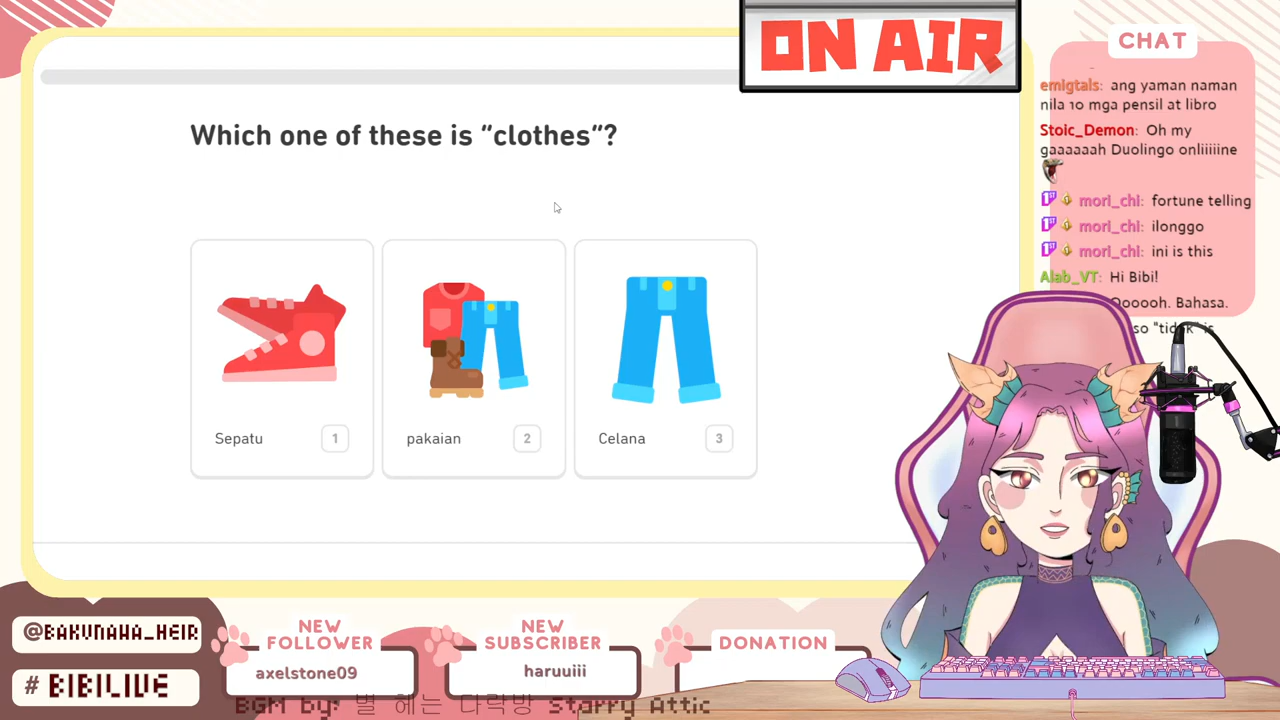 ON AIR
CHAT
Which one of these is “clothes“?
Sepatu
1
pakaian
2
Celana
3
emigtals: ang yaman naman
nila 10 mga pensil at libro
Stoic_Demon: Oh my
gaaaaaah Duolingo onliiiiine
mori_chi: fortune telling
mori_chi: ilonggo
mori_chi: ini is this
Alab_VT: Hi Bibi!
Oooooh. Bahasa.
so "tidak" is
@BAKUNAWA_HEIR
# BIBILIVE
NEW
FOLLOWER
axelstone09
NEW
SUBSCRIBER
haruuiii
DONATION
BGM by: 별 헤는 다락방 Starry Attic